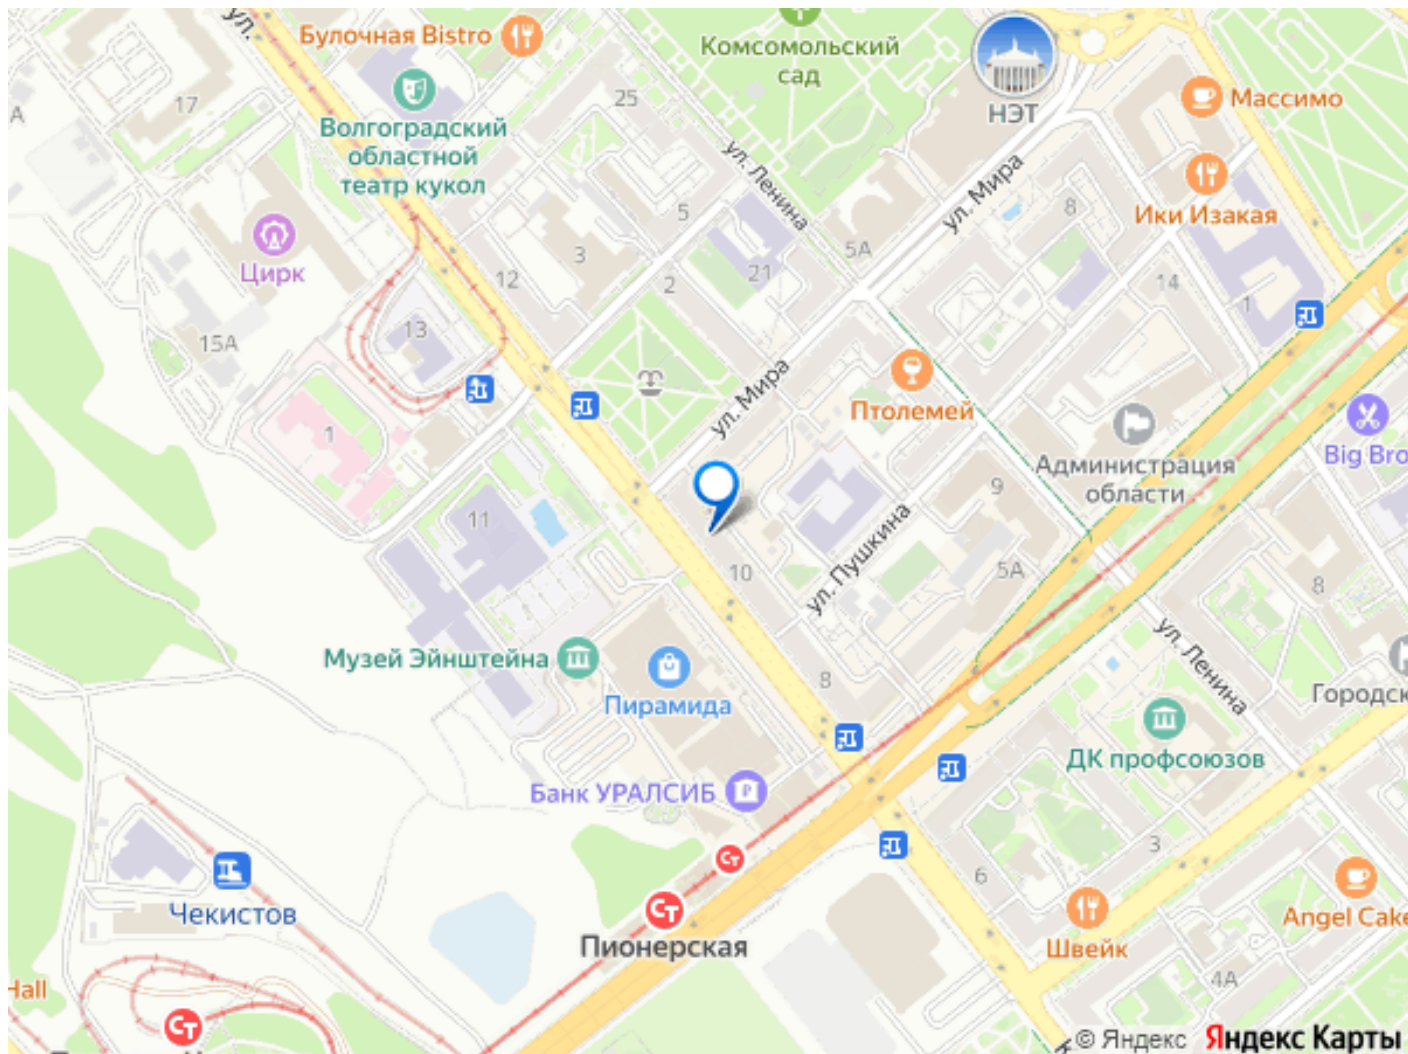 ул.
Булочная Bistro
Комсомольский
сад
НЭТ
Массимо
17
25
А
Волгоградский
областной
театр кукол
ул. Ленина
ул. Мира
Ики Изакая
5
8
5А
Цирк
3
12
2
21
14
1
13
15А
ул. Мира
Птолемей
1
Администрация
области
Big Bro
9
11
ул. Пушкина
10
5А
8
Музей Эйнштейна
Пирамида
8
ул. Ленина
Городск
ДК профсоюзов
Банк УРАЛСИБ
Р
3
Ст
6
Чекистов
Ст
Пионерская
Швейк
Angel Cake
4А
Hall
Ст
© Яндекс Яндекс Карты